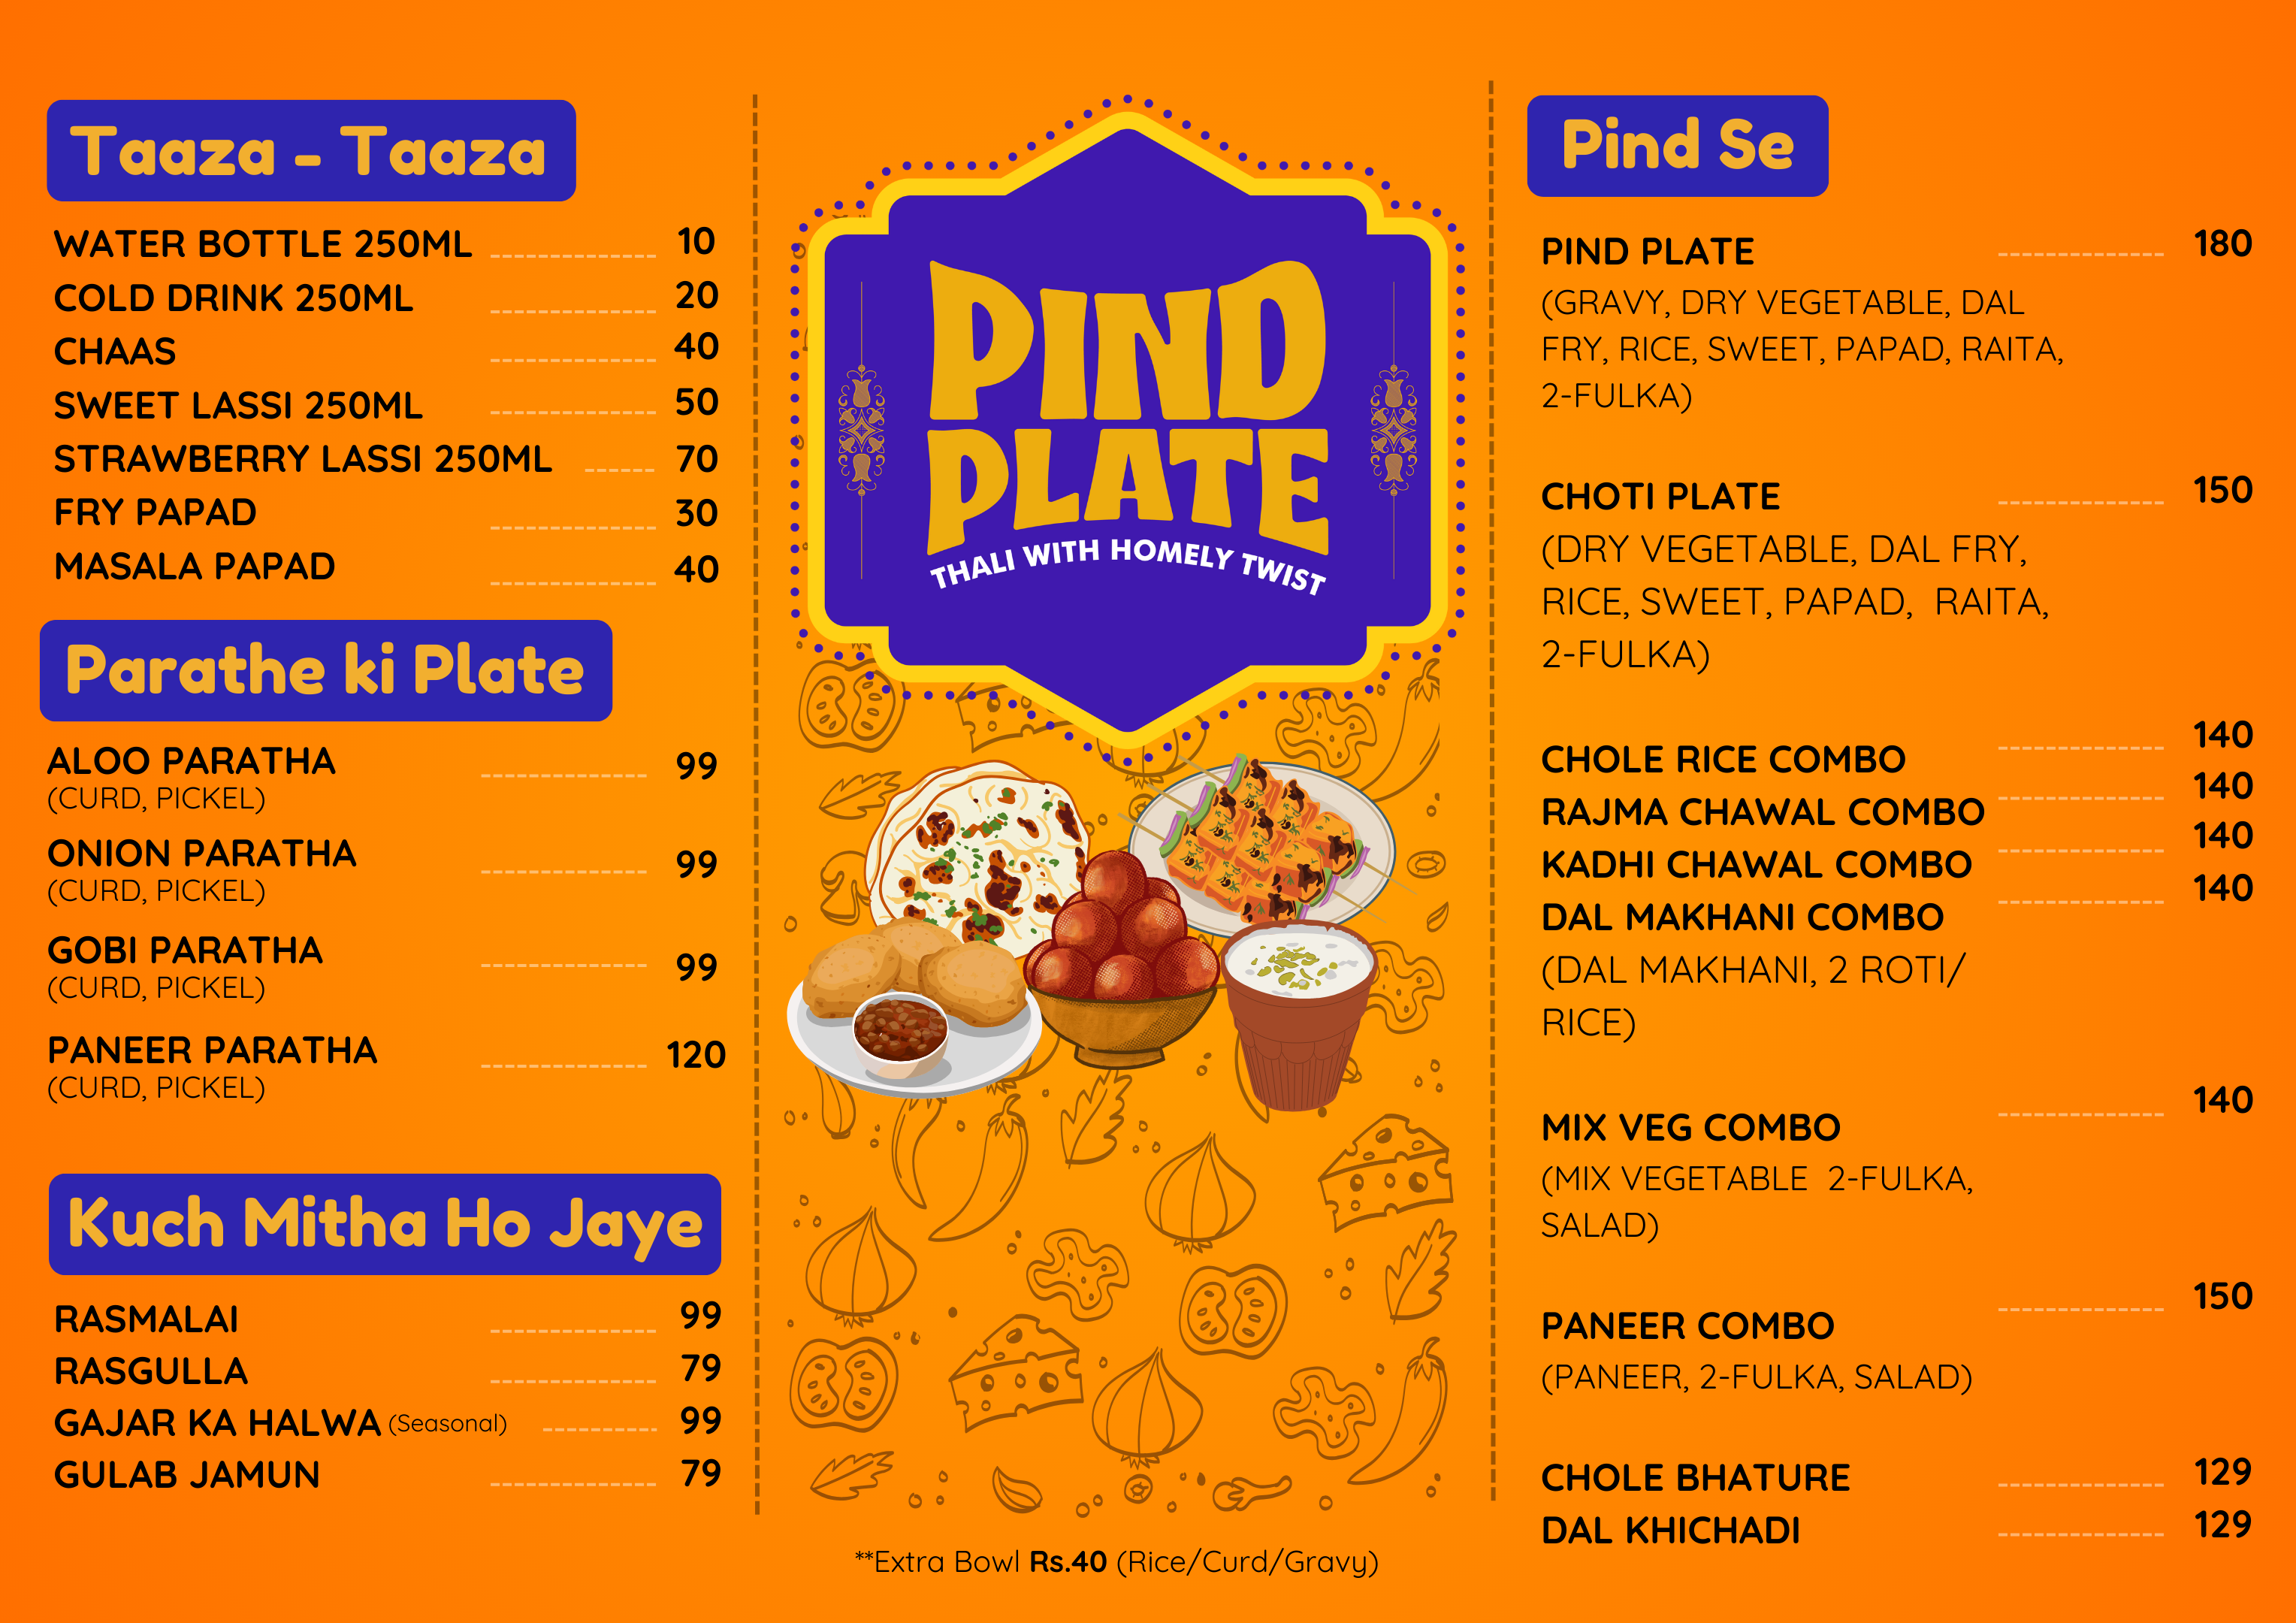 Taaza - Taaza
WATER BOTTLE 250ML 10
COLD DRINK 250ML 20
CHAAS 40
SWEET LASSI 250ML 50
STRAWBERRY LASSI 250ML 70
FRY PAPAD 30
MASALA PAPAD 40
Parathe ki Plate
ALOO PARATHA 99
(CURD, PICKEL)
ONION PARATHA 99
(CURD, PICKEL)
GOBI PARATHA 99
(CURD, PICKEL)
PANEER PARATHA 120
(CURD, PICKEL)
Kuch Mitha Ho Jaye
RASMALAI 99
RASGULLA 79
GAJAR KA HALWA (Seasonal) 99
GULAB JAMUN 79
PIND
PLATE
THALI WITH HOMELY TWIST
**Extra Bowl Rs.40 (Rice/Curd/Gravy)
Pind Se
PIND PLATE 180
(GRAVY, DRY VEGETABLE, DAL
FRY, RICE, SWEET, PAPAD, RAITA,
2-FULKA)
CHOTI PLATE 150
(DRY VEGETABLE, DAL FRY,
RICE, SWEET, PAPAD, RAITA,
2-FULKA)
CHOLE RICE COMBO 140
RAJMA CHAWAL COMBO 140
KADHI CHAWAL COMBO 140
DAL MAKHANI COMBO 140
(DAL MAKHANI, 2 ROTI/
RICE)
MIX VEG COMBO 140
(MIX VEGETABLE 2-FULKA,
SALAD)
PANEER COMBO 150
(PANEER, 2-FULKA, SALAD)
CHOLE BHATURE 129
DAL KHICHADI 129